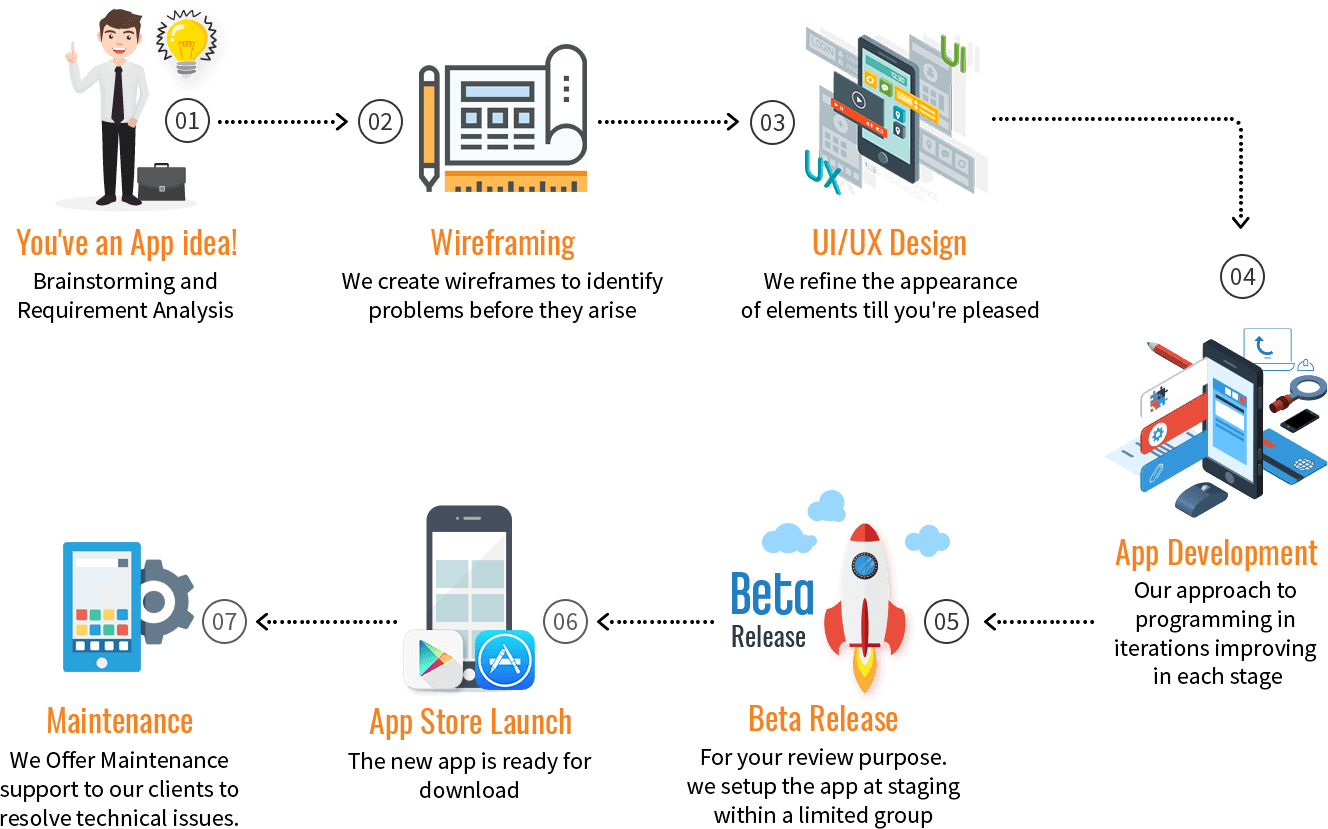 01
02
03
UI
UX
LOGIN
12:30
You've an App idea!
Brainstorming and
Requirement Analysis
Wireframing
We create wireframes to identify
problems before they arise
UI/UX Design
We refine the appearance
of elements till you're pleased
04
App Development
Our approach to
programming in
iterations improving
in each stage
05
Beta
Release
Beta Release
For your review purpose.
we setup the app at staging
within a limited group
06
App Store Launch
The new app is ready for
download
07
Maintenance
We Offer Maintenance
support to our clients to
resolve technical issues.